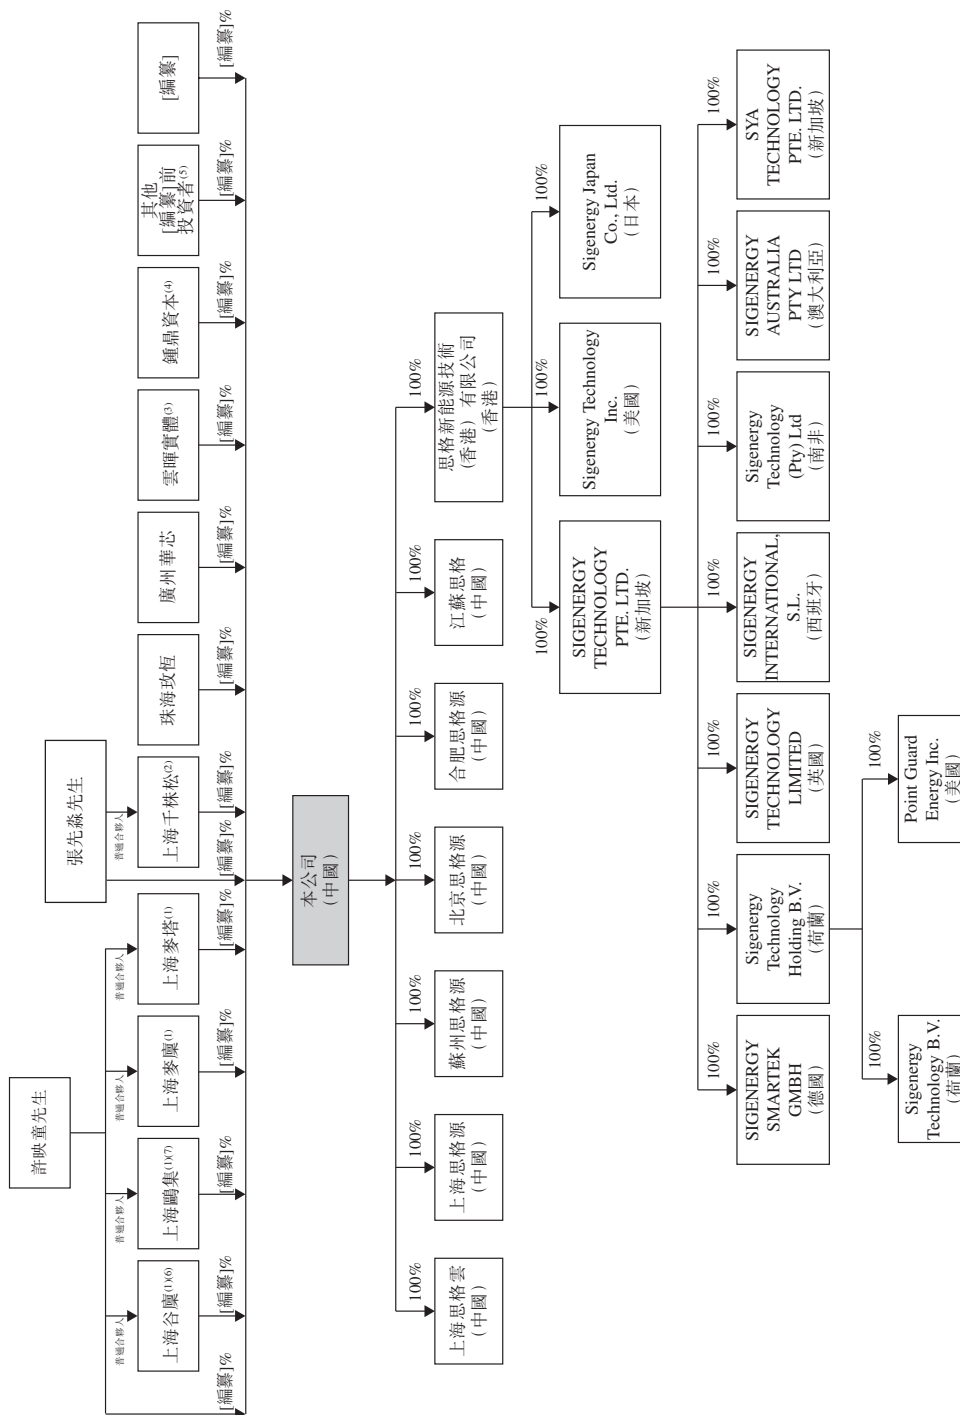 許映童先生
張先淼先生
普通合夥人
普通合夥人
普通合夥人
普通合夥人
普通合夥人
上海谷廩(1)(6)
上海鷗集(1)(7)
上海麥廩(1)
上海麥塔(1)
上海千株松(2)
珠海玫恆
廣州華芯
雲暉實體(3)
鍾鼎資本(4)
其他
[編纂]前
投資者(5)
[編纂]
[編纂]%
[編纂]%
[編纂]%
[編纂]%
[編纂]%
[編纂]%
[編纂]%
[編纂]%
[編纂]%
[編纂]%
[編纂]%
[編纂]%
[編纂]%
本公司
(中國)
100%
100%
100%
100%
100%
100%
100%
上海思格雲
(中國)
上海思格源
(中國)
蘇州思格源
(中國)
北京思格源
(中國)
合肥思格源
(中國)
江蘇思格
(中國)
思格新能源技術
(香港)有限公司
(香港)
100%
100%
100%
SIGENERGY
TECHNOLOGY
PTE. LTD.
(新加坡)
Sigenergy Technology
Inc.
(美國)
Sigenergy Japan
Co., Ltd.
(日本)
100%
100%
100%
100%
100%
100%
100%
SIGENERGY
SMARTEK
GMBH
(德國)
Sigenergy
Technology
Holding B.V.
(荷蘭)
SIGENERGY
TECHNOLOGY
LIMITED
(英國)
SIGENERGY
INTERNATIONAL,
S.L.
(西班牙)
Sigenergy
Technology
(Pty) Ltd
(南非)
SIGENERGY
AUSTRALIA
PTY LTD
(澳大利亞)
SYA
TECHNOLOGY
PTE. LTD.
(新加坡)
100%
100%
Sigenergy
Technology B.V.
(荷蘭)
Point Guard
Energy Inc.
(美國)